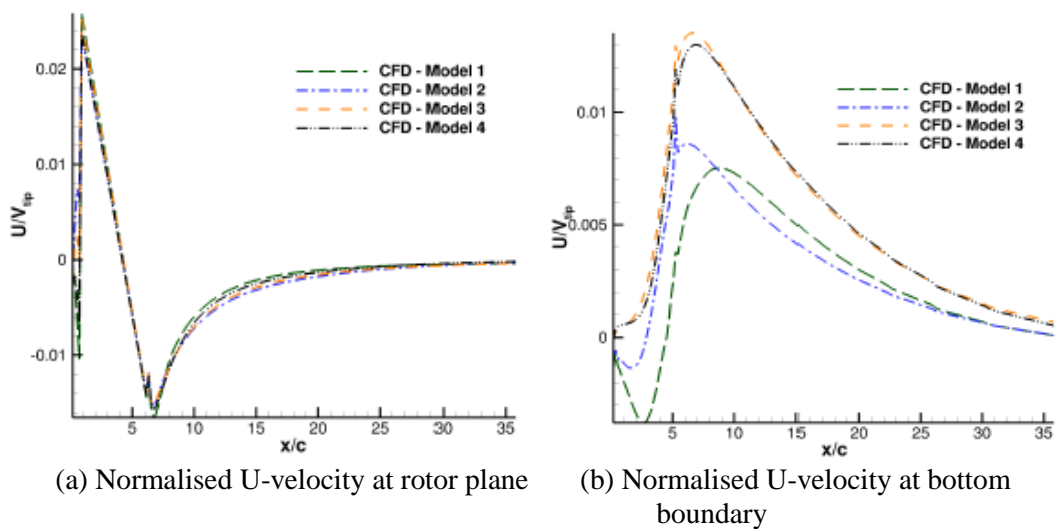 0.02
0.01
0
-0.01
U/Vtip
5
10
15
20
25
30
35
x/c
CFD - Model 1
CFD - Model 2
CFD - Model 3
CFD - Model 4
(a) Normalised U-velocity at rotor plane
0.01
0.005
0
U/Vtip
5
10
15
20
25
30
35
x/c
CFD - Model 1
CFD - Model 2
CFD - Model 3
CFD - Model 4
(b) Normalised U-velocity at bottom
boundary